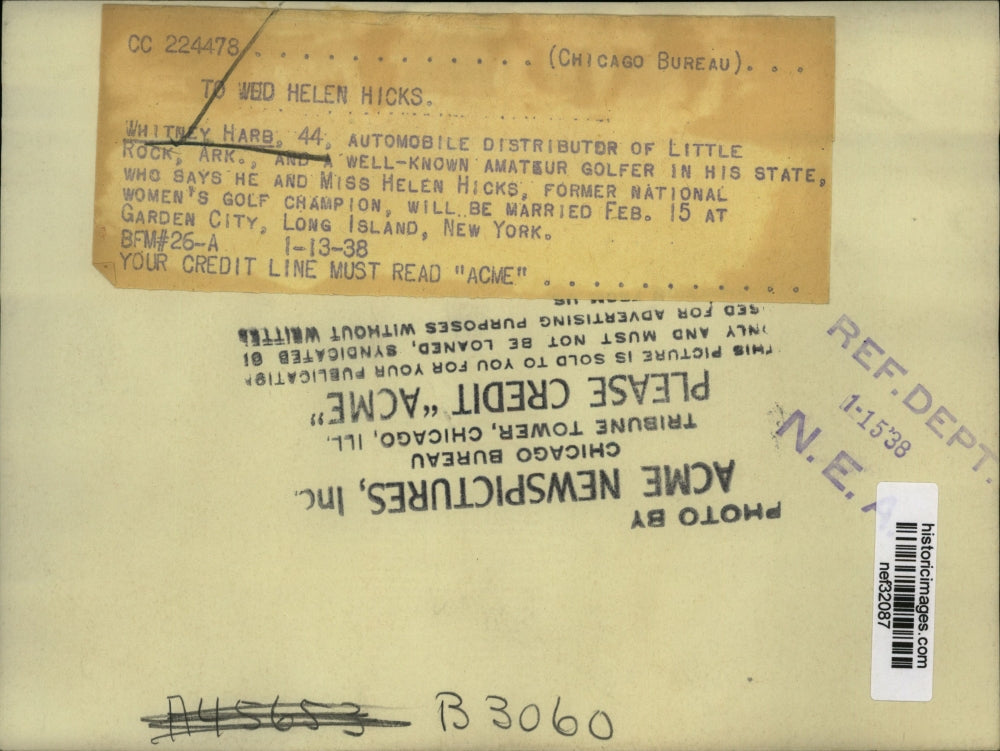 CC 224478 . . . . . . . . . . . . . (CHICAGO BUREAU). . .
TO WED HELEN HICKS.
WHITNEY HARB, 44, AUTOMOBILE DISTRIBUTOR OF LITTLE
ROCK, ARK., AND A WELL-KNOWN AMATEUR GOLFER IN HIS STATE,
WHO SAYS HE AND MISS HELEN HICKS, FORMER NATIONAL
WOMEN'S GOLF CHAMPION, WILL BE MARRIED FEB. 15 AT
GARDEN CITY, LONG ISLAND, NEW YORK.
BFM#26-A 1-13-38
YOUR CREDIT LINE MUST READ "ACME" . . . . . . . . . . . .
PHOTO BY
ACME NEWSPICTURES, Inc.
CHICAGO BUREAU
TRIBUNE TOWER, CHICAGO, ILL.
PLEASE CREDIT "ACME"
THIS PICTURE IS SOLD TO YOU FOR YOUR
AND MUST NOT BE LOANED, SYNDICATED
FOR ADVERTISING PURPOSES WITHOUT WRITTEN
US
REF. DEPT.
1-15 38
N. E. A.
historicimages.com
nef32087
A45653
B3060